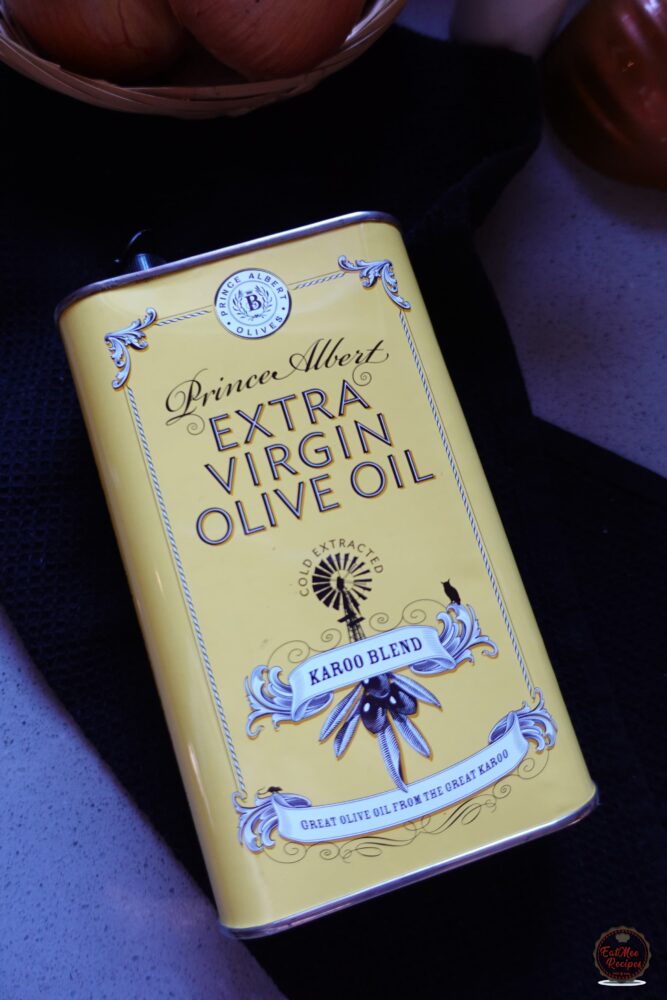 PRINCE ALBERT
B
OLIVES
Prince Albert
EXTRA
VIRGIN
OLIVE OIL
COLD EXTRACTED
KAROO BLEND
GREAT OLIVE OIL FROM THE GREAT KAROO
EatMee
Recipes